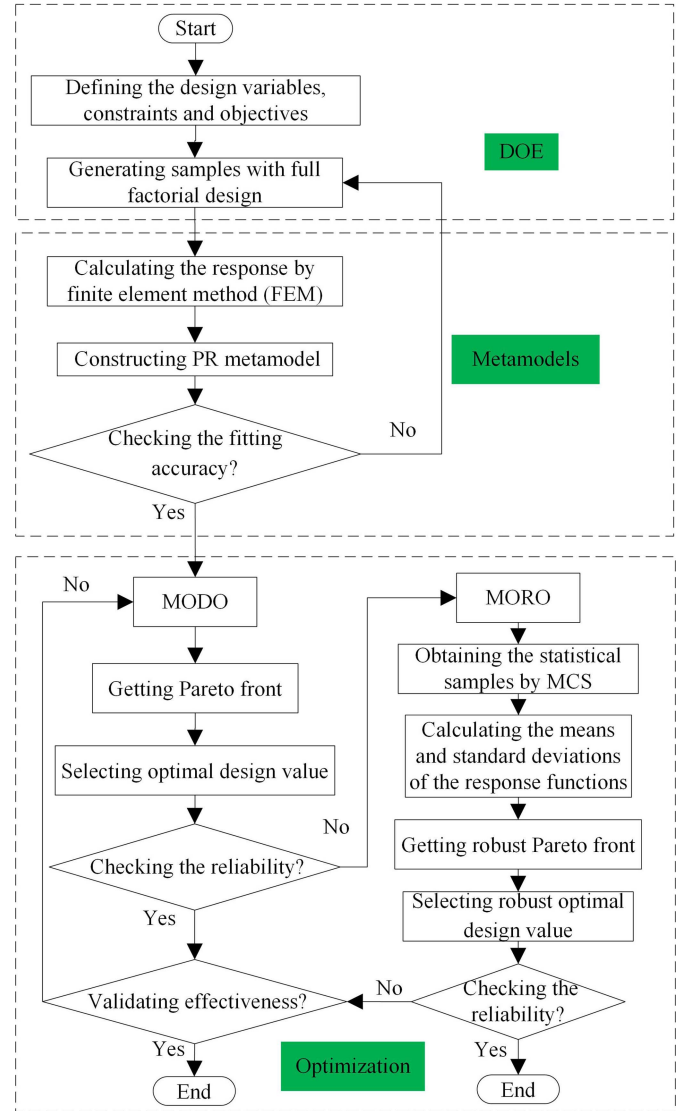 Start
Defining the design variables,
constraints and objectives
DOE
Generating samples with full
factorial design
Calculating the response by
finite element method (FEM)
Constructing PR metamodel
Metamodels
Checking the fitting
accuracy?
No
Yes
No
MODO
Getting Pareto front
Selecting optimal design value
Checking the reliability?
No
Yes
Validating effectiveness?
Yes
End
MORO
Obtaining the statistical
samples by MCS
Calculating the means
and standard deviations
of the response functions
Getting robust Pareto front
Selecting robust optimal
design value
Checking the
reliability?
No
Yes
End
Optimization